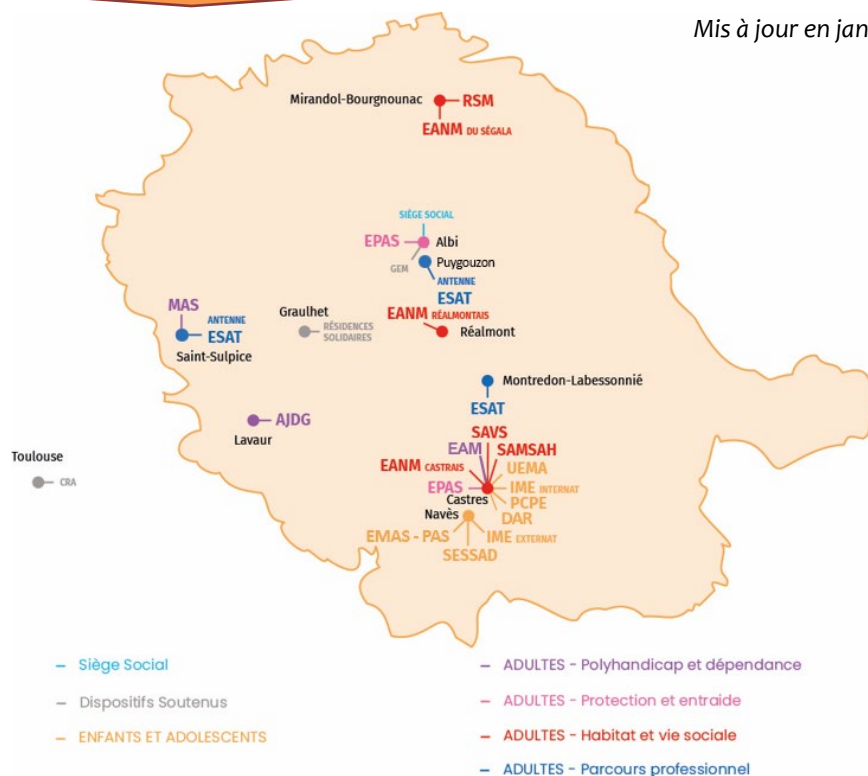 Mis à jour en jan
Mirandol-Bourgnounac
RSM
EANM DU SÉGALA
SIÈGE SOCIAL
EPAS
Albi
GEM
Puygouzon
ANTENNE
ESAT
MAS
ANTENNE
ESAT
Saint-Sulpice
Graulhet
RÉSIDENCES
SOLIDAIRES
EANM RÉALMONTAIS
Réalmont
Montredon-Labessonnié
ESAT
AJDG
Lavaur
Toulouse
CRA
SAVS
EAM
SAMSAH
EANM CASTRAIS
UEMA
EPAS
IME INTERNAT
Castres
PCPE
DAR
Navès
EMAS - PAS
IME EXTERNAT
SESSAD
– Siège Social
– Dispositifs Soutenus
– ENFANTS ET ADOLESCENTS
– ADULTES - Polyhandicap et dépendance
– ADULTES - Protection et entraide
– ADULTES - Habitat et vie sociale
– ADULTES - Parcours professionnel